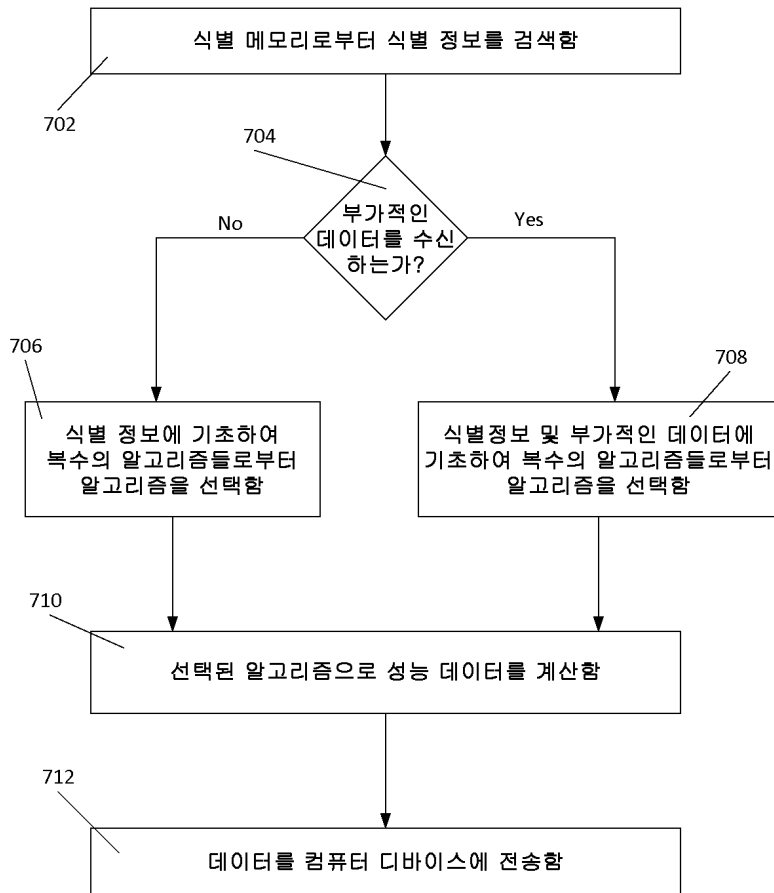 식별 메모리로부터 식별 정보를 검색함
702
704
부가적인
데이터를 수신
하는가?
No
Yes
706
식별 정보에 기초하여
복수의 알고리즘들로부터
알고리즘을 선택함
708
식별정보 및 부가적인 데이터에
기초하여 복수의 알고리즘들로부터
알고리즘을 선택함
710
선택된 알고리즘으로 성능 데이터를 계산함
712
데이터를 컴퓨터 디바이스에 전송함